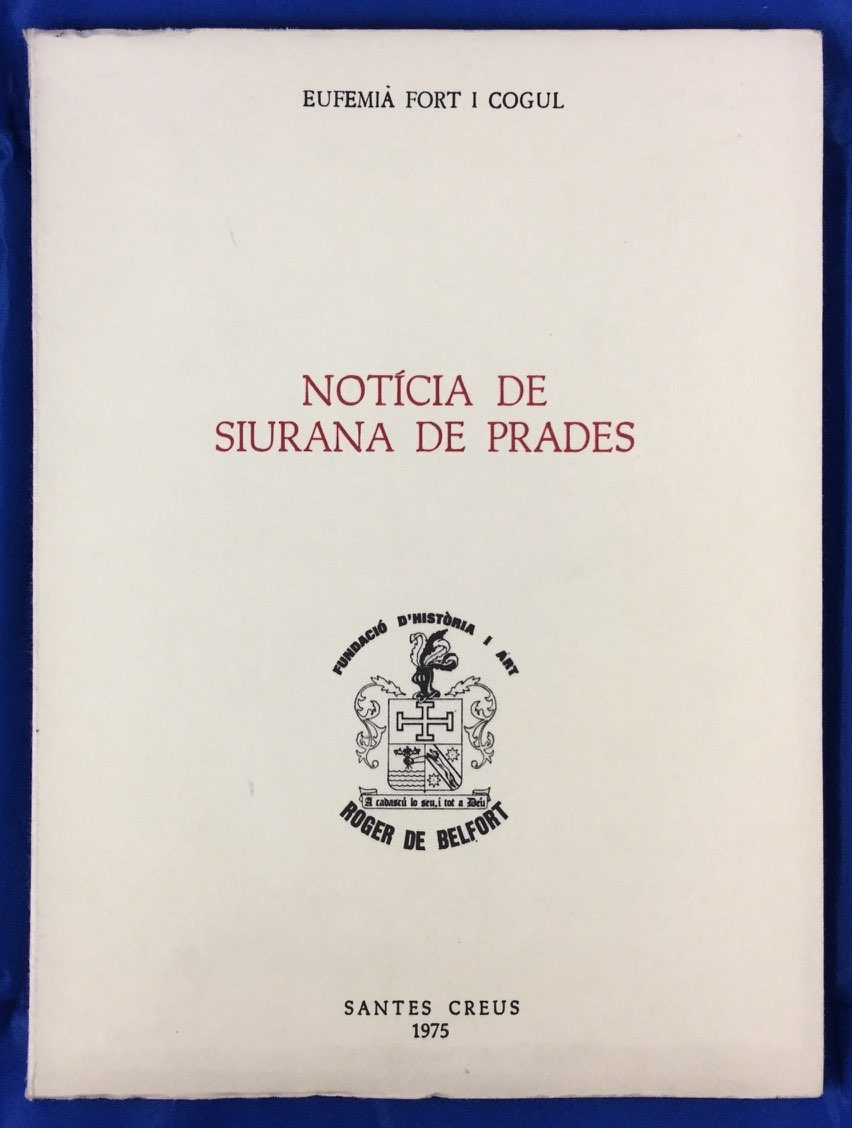 EUFEMIÀ FORT I COGUL
NOTÍCIA DE
SIURANA DE PRADES
FUNDACIÓ D'HISTÒRIA I ÁRT
A cadascú lo seu, i tot a Déu
ROGER DE BELFORT
SANTES CREUS
1975